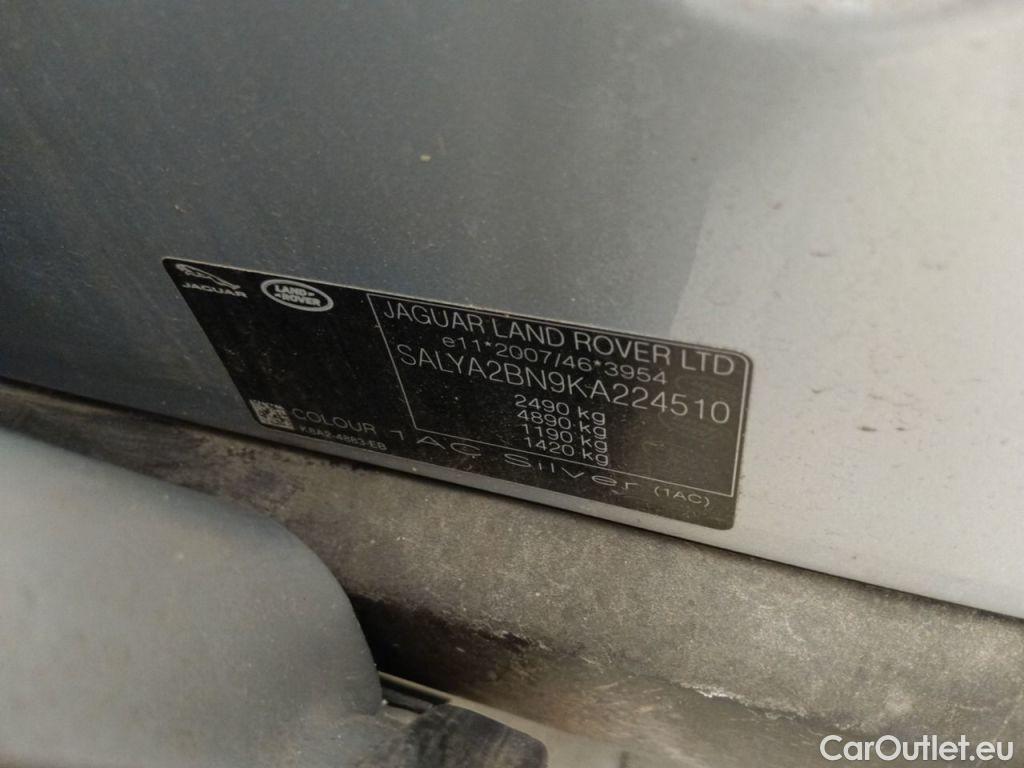 JAGUAR
LAND ROVER
JAGUAR LAND ROVER LTD
e11*2007/46*3954
SALYA2BN9KA224510
2490 kg
4890 kg
1190 kg
1420 kg
COLOUR 1AC Silver (1AC)
K8A2-4883-EB
CarOutlet.eu